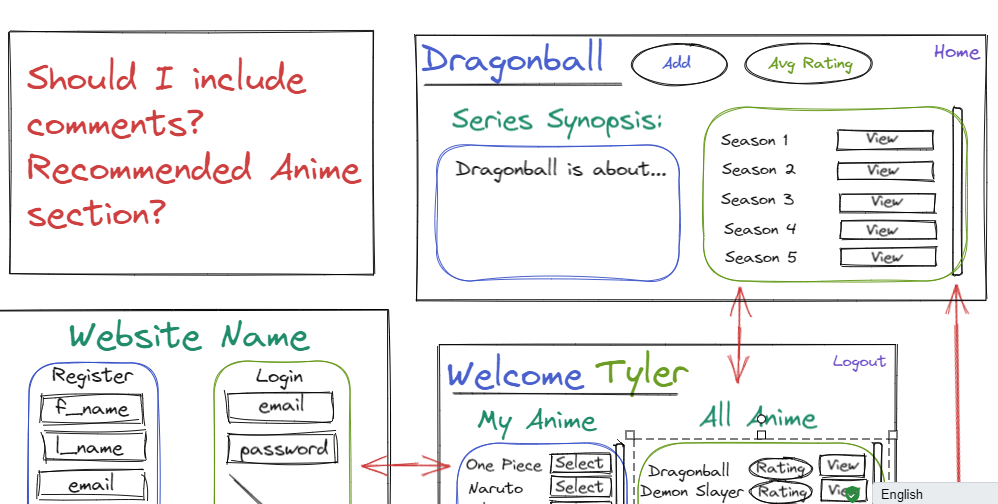 Should I include
comments?
Recommended Anime
section?
Dragonball
Add
Avg Rating
Home
Series Synopsis:
Dragonball is about...
Season 1 View
Season 2 View
Season 3 View
Season 4 View
Season 5 View
Website Name
Register
f_name
l_name
email
Login
email
password
Welcome Tyler
Logout
My Anime
One Piece Select
Naruto Select
All Anime
Dragonball Rating View
Demon Slayer Rating View
English